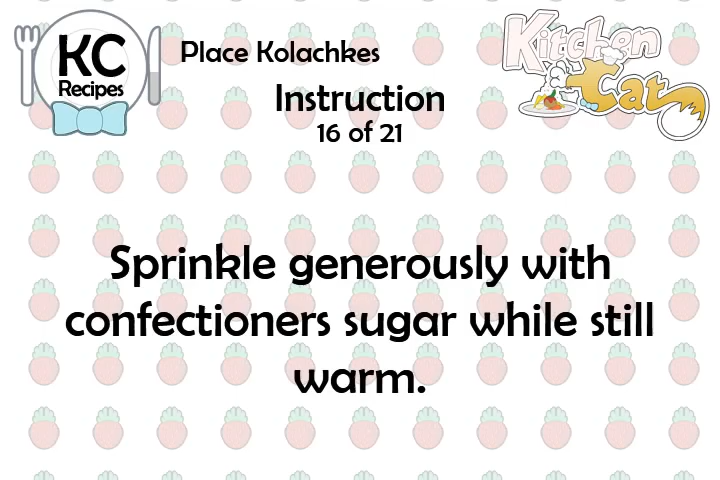 KC
Recipes
Place Kolachkes
Kitchen
Cat
Instruction
16 of 21
Sprinkle generously with
confectioners sugar while still
warm.